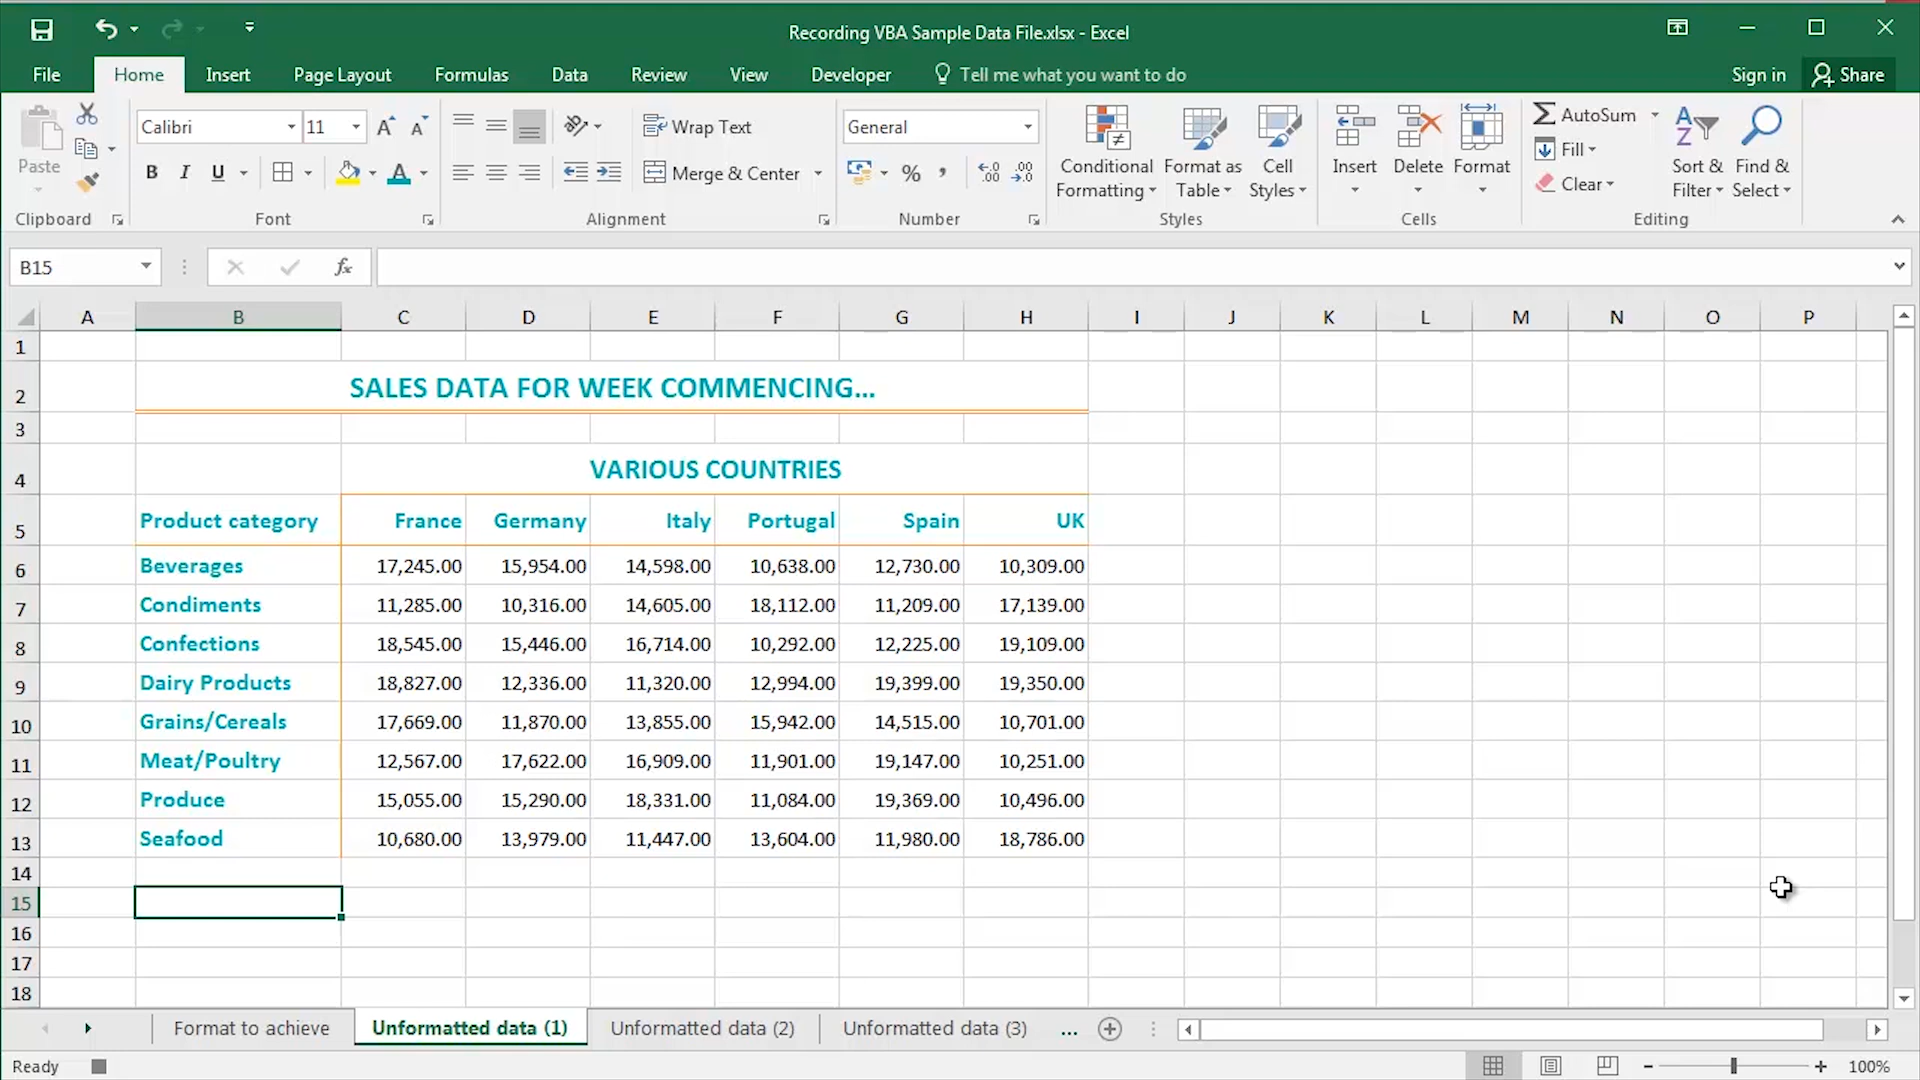 Recording VBA Sample Data File.xlsx - Excel
File Home Insert Page Layout Formulas Data Review View Developer Tell me what you want to do Sign in Share
Paste Calibri 11 B I U Wrap Text Merge & Center General % Conditional Formatting Format as Table Cell Styles Insert Delete Format AutoSum Fill Clear Sort & Filter Find & Select
Clipboard Font Alignment Number Styles Cells Editing
B15 fx
A B C D E F G H I J K L M N O P
1
2 SALES DATA FOR WEEK COMMENCING...
3
4 VARIOUS COUNTRIES
5 Product category France Germany Italy Portugal Spain UK
6 Beverages 17,245.00 15,954.00 14,598.00 10,638.00 12,730.00 10,309.00
7 Condiments 11,285.00 10,316.00 14,605.00 18,112.00 11,209.00 17,139.00
8 Confections 18,545.00 15,446.00 16,714.00 10,292.00 12,225.00 19,109.00
9 Dairy Products 18,827.00 12,336.00 11,320.00 12,994.00 19,399.00 19,350.00
10 Grains/Cereals 17,669.00 11,870.00 13,855.00 15,942.00 14,515.00 10,701.00
11 Meat/Poultry 12,567.00 17,622.00 16,909.00 11,901.00 19,147.00 10,251.00
12 Produce 15,055.00 15,290.00 18,331.00 11,084.00 19,369.00 10,496.00
13 Seafood 10,680.00 13,979.00 11,447.00 13,604.00 11,980.00 18,786.00
14
15
16
17
18
Format to achieve Unformatted data (1) Unformatted data (2) Unformatted data (3) ...
Ready 100%